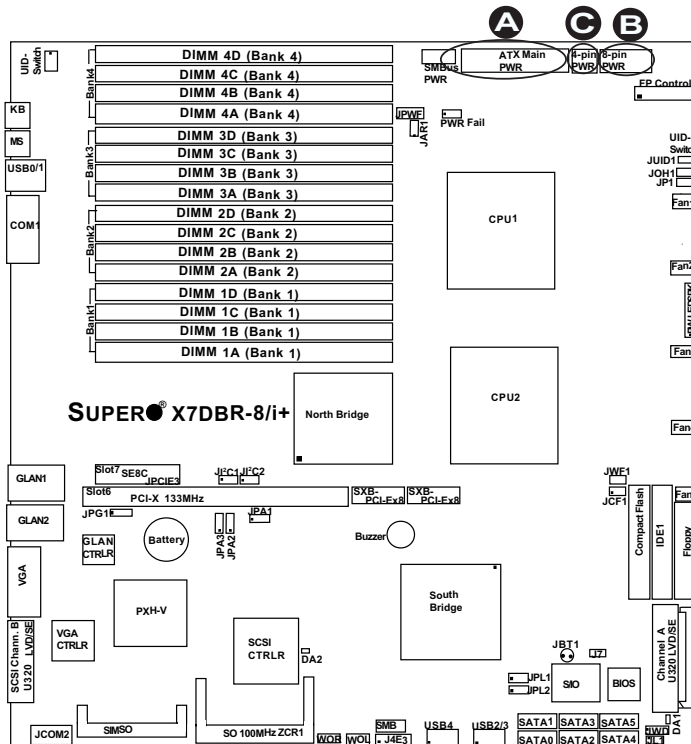 A
C
B
UID-
Switch
Bank4
DIMM 4D (Bank 4)
DIMM 4C (Bank 4)
DIMM 4B (Bank 4)
DIMM 4A (Bank 4)
SMBus
PWR
ATX Main
PWR
4-pin
PWR
8-pin
PWR
FP Control
JPWF
JAR1
PWR Fail
KB
MS
USB0/1
COM1
Bank3
DIMM 3D (Bank 3)
DIMM 3C (Bank 3)
DIMM 3B (Bank 3)
DIMM 3A (Bank 3)
Bank2
DIMM 2D (Bank 2)
DIMM 2C (Bank 2)
DIMM 2B (Bank 2)
DIMM 2A (Bank 2)
Bank1
DIMM 1D (Bank 1)
DIMM 1C (Bank 1)
DIMM 1B (Bank 1)
DIMM 1A (Bank 1)
UID-
Switc
JUID1
JOH1
JP1
Fan1
CPU1
Fan2
Fan
CPU2
Fan
SUPER® X7DBR-8/i+
North Bridge
GLAN1
GLAN2
Slot7
SE8C
JPCIE3
JI²C1
JI²C2
Slot6
PCI-X 133MHz
SXB-
PCI-Ex8
SXB-
PCI-Ex8
JPG1
JPA3
JPA2
JPA1
JWF1
JCF1
Compact Flash
IDE1
Fan
Floppy
GLAN
CTRLR
Battery
Buzzer
VGA
PXH-V
South
Bridge
SCSI Chann. B
U320 LVD/SE
VGA
CTRLR
SCSI
CTRLR
DA2
JBT1
J7
Channel A
U320 LVD/SE
JPL1
JPL2
S/O
BIOS
DA1
JCOM2
SIMSO
SO 100MHz ZCR1
WOR
WOL
SMB
J4E3
USB4
USB2/3
SATA1
SATA3
SATA5
SATA0
SATA2
SATA4
JWD
JL1